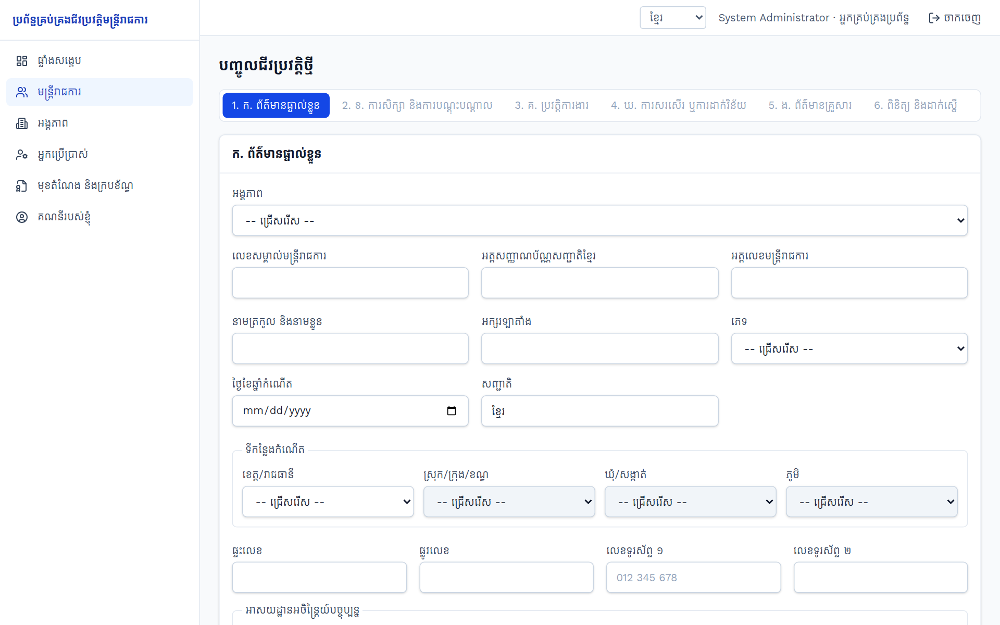 ប្រព័ន្ធគ្រប់គ្រងជីវប្រវត្តិមន្ត្រីរាជការ
ខ្មែរ
System Administrator · អ្នកគ្រប់គ្រងប្រព័ន្ធ
ចាកចេញ
ផ្ទាំងសង្ខេប
មន្ត្រីរាជការ
អង្គភាព
អ្នកប្រើប្រាស់
មុខតំណែង និងក្របខ័ណ្ឌ
គណនីរបស់ខ្ញុំ
បញ្ចូលជីវប្រវត្តិថ្មី
1. ក. ព័ត៌មានផ្ទាល់ខ្លួន
2. ខ. ការសិក្សា និងការបណ្តុះបណ្តាល
3. គ. ប្រវត្តិការងារ
4. ឃ. ការសរសើរ ឬការដាក់វិន័យ
5. ង. ព័ត៌មានគ្រួសារ
6. ពិនិត្យ និងដាក់ស្នើ
ក. ព័ត៌មានផ្ទាល់ខ្លួន
អង្គភាព
-- ជ្រើសរើស --
លេខសម្គាល់មន្ត្រីរាជការ
អត្តសញ្ញាណប័ណ្ណសញ្ជាតិខ្មែរ
អត្តលេខមន្ត្រីរាជការ
នាមត្រកូល និងនាមខ្លួន
អក្សរឡាតាំង
ភេទ
-- ជ្រើសរើស --
ថ្ងៃខែឆ្នាំកំណើត
សញ្ជាតិ
mm/dd/yyyy
ខ្មែរ
ទីកន្លែងកំណើត
ខេត្ត/រាជធានី
ស្រុក/ក្រុង/ខណ្ឌ
ឃុំ/សង្កាត់
ភូមិ
-- ជ្រើសរើស --
-- ជ្រើសរើស --
-- ជ្រើសរើស --
-- ជ្រើសរើស --
ផ្ទះលេខ
ផ្លូវលេខ
លេខទូរស័ព្ទ ១
លេខទូរស័ព្ទ ២
012 345 678
អាសយដ្ឋានអចិន្ត្រៃយ៍បច្ចុប្បន្ន